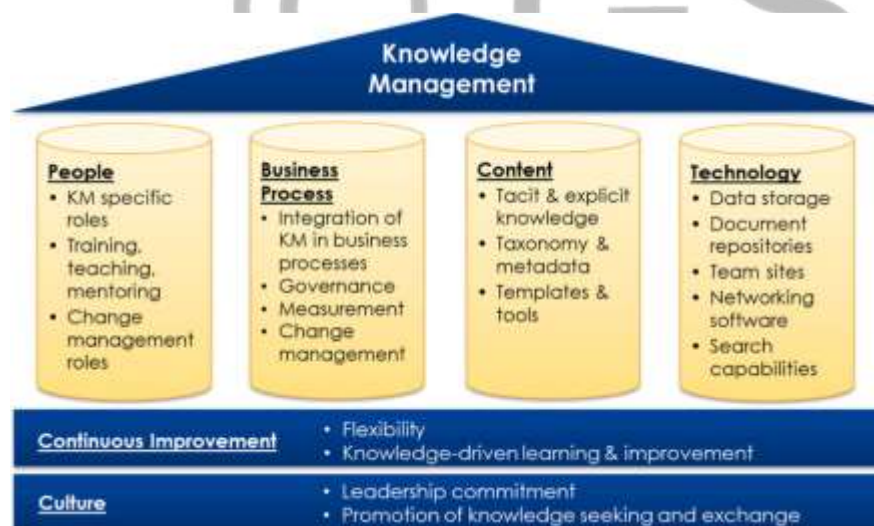 Knowledge
Management
People
• KM specific
roles
• Training,
teaching,
mentoring
• Change
management
roles
Business
Process
• Integration of
KM in business
processes
• Governance
• Measurement
• Change
management
Content
• Tacit & explicit
knowledge
• Taxonomy &
metadata
• Templates &
tools
Technology
• Data storage
• Document
repositories
• Team sites
• Networking
software
• Search
capabilities
Continuous Improvement
• Flexibility
• Knowledge-driven learning & improvement
Culture
• Leadership commitment
• Promotion of knowledge seeking and exchange